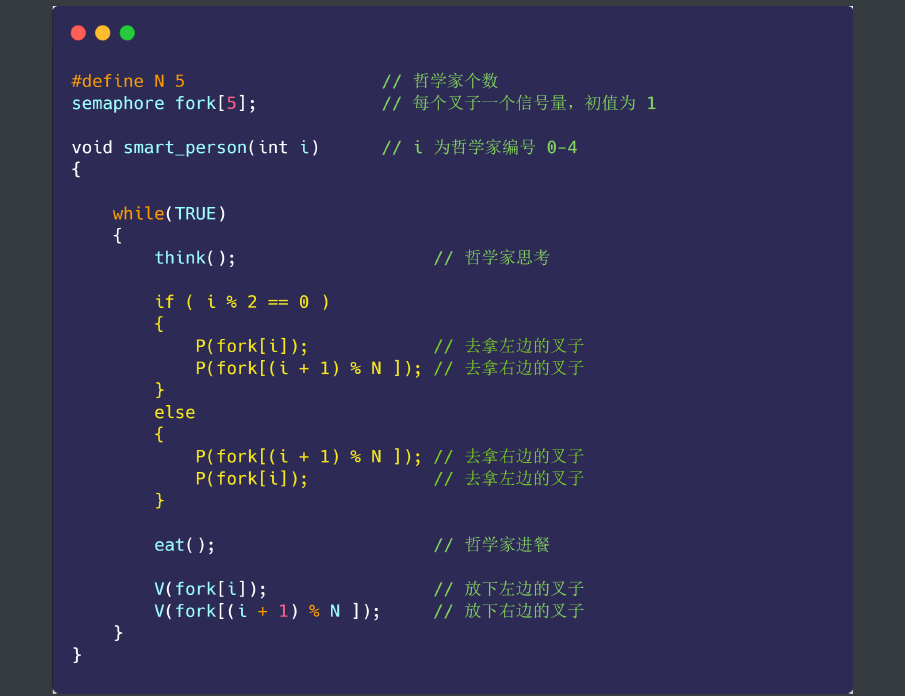 #define N 5 // 哲学家个数
semaphore fork[5]; // 每个叉子一个信号量，初值为 1
void smart_person(int i) // i 为哲学家编号 0-4
{
while(TRUE)
{
think(); // 哲学家思考
if ( i % 2 == 0 )
{
P(fork[i]); // 去拿左边的叉子
P(fork[(i + 1) % N ]); // 去拿右边的叉子
}
else
{
P(fork[(i + 1) % N ]); // 去拿右边的叉子
P(fork[i]); // 去拿左边的叉子
}
eat(); // 哲学家进餐
V(fork[i]); // 放下左边的叉子
V(fork[(i + 1) % N ]); // 放下右边的叉子
}
}